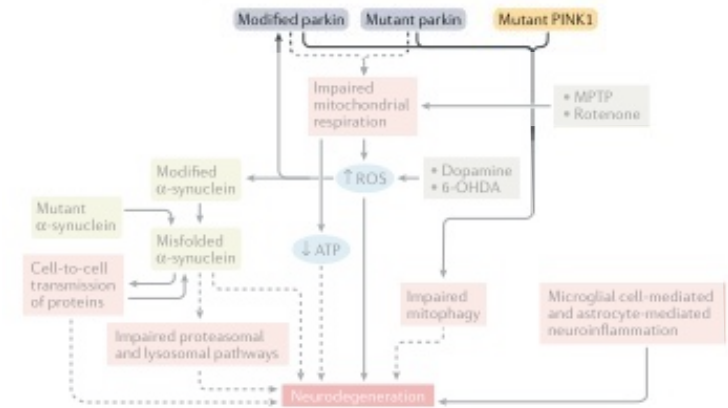 Modified parkin
Mutant parkin
Mutant PINK1
Impaired
mitochondrial
respiration
• MPTP
• Rotenone
Modified
α-synuclein
↑ ROS
• Dopamine
• 6-OHDA
Mutant
α-synuclein
Misfolded
α-synuclein
↓ ATP
Cell-to-cell
transmission
of proteins
Impaired
mitophagy
Microglial cell-mediated
and astrocyte-mediated
neuroinflammation
Impaired proteasomal
and lysosomal pathways
Neurodegeneration